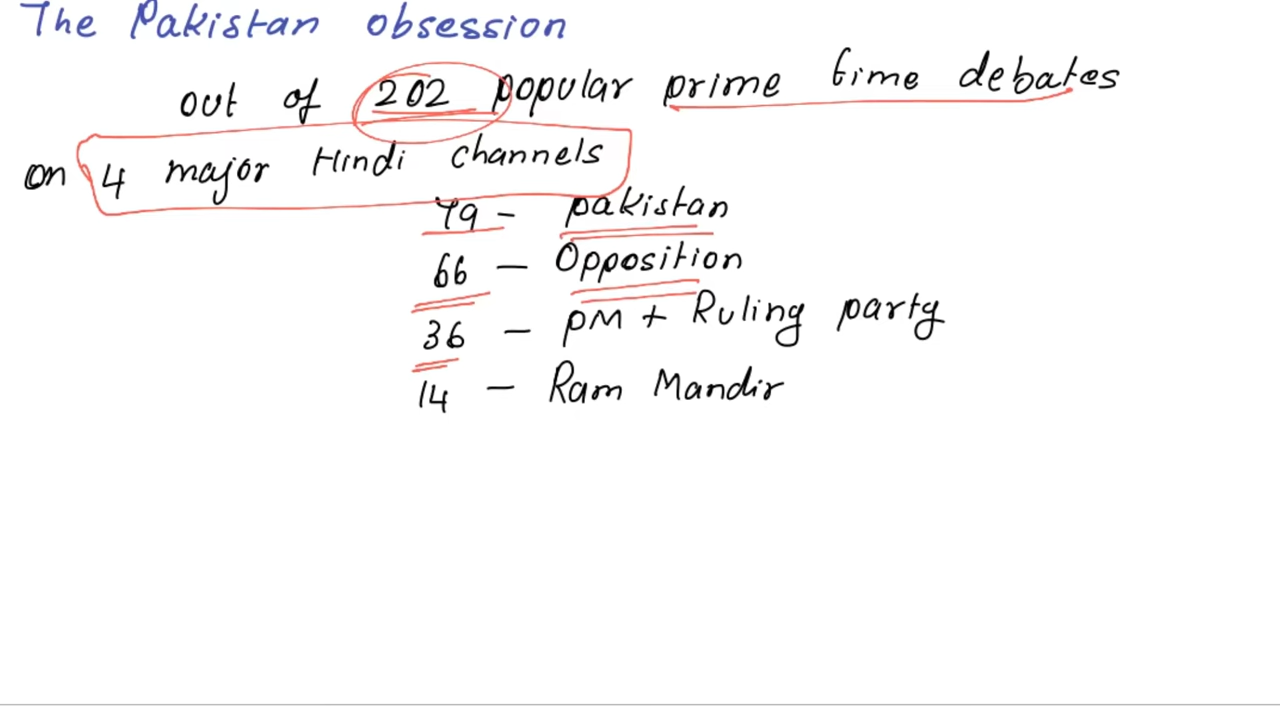 The Pakistan obsession
out of 202 popular prime time debates
on 4 major Hindi channels
79 - pakistan
66 - Opposition
36 - PM + Ruling party
14 - Ram Mandir